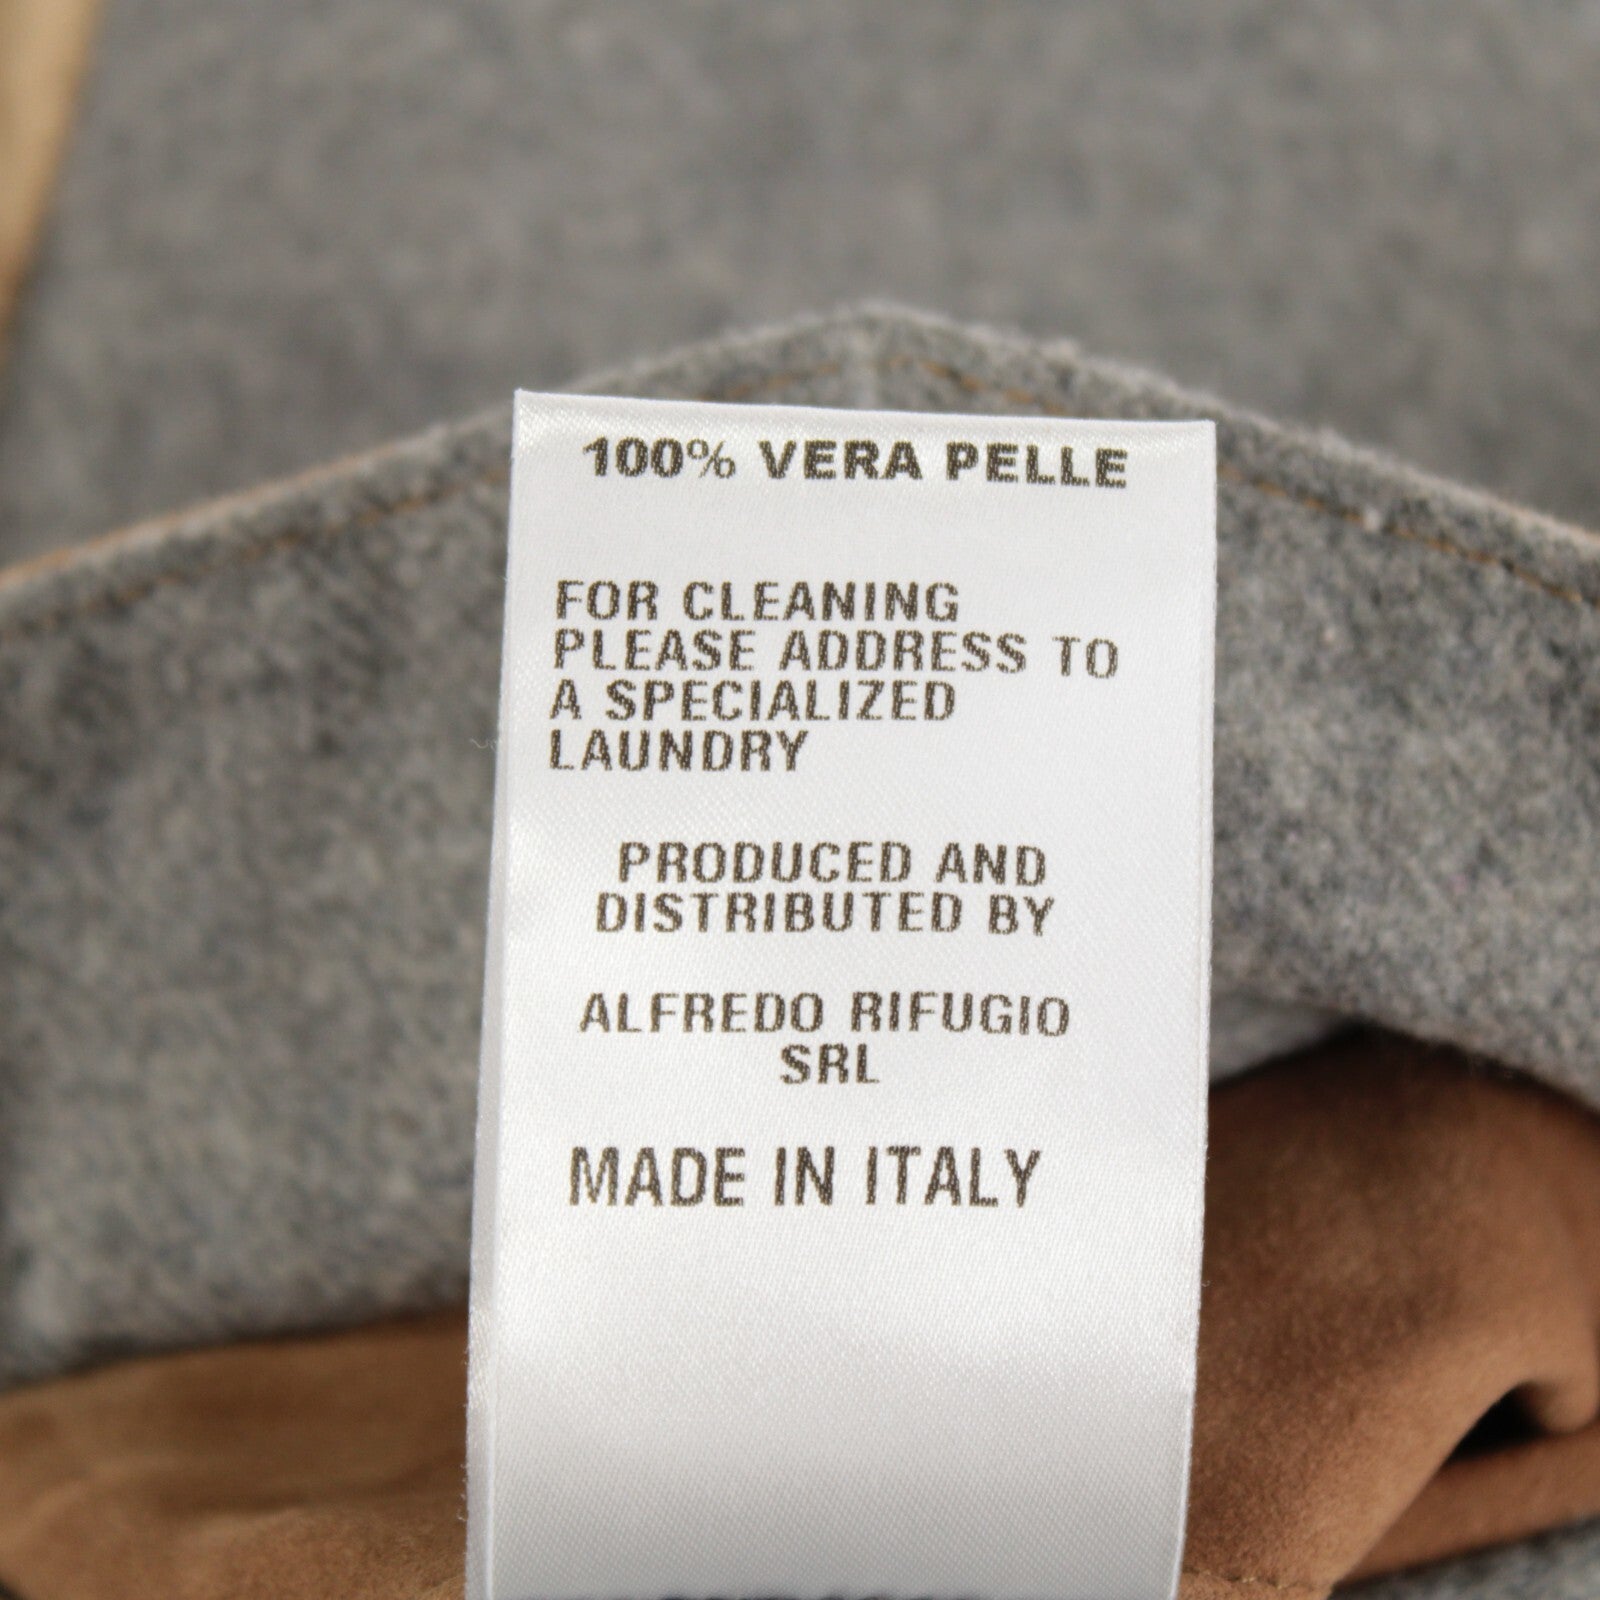 100% VERA PELLE
FOR CLEANING
PLEASE ADDRESS TO
A SPECIALIZED
LAUNDRY
PRODUCED AND
DISTRIBUTED BY
ALFREDO RIFUGIO
SRL
MADE IN ITALY